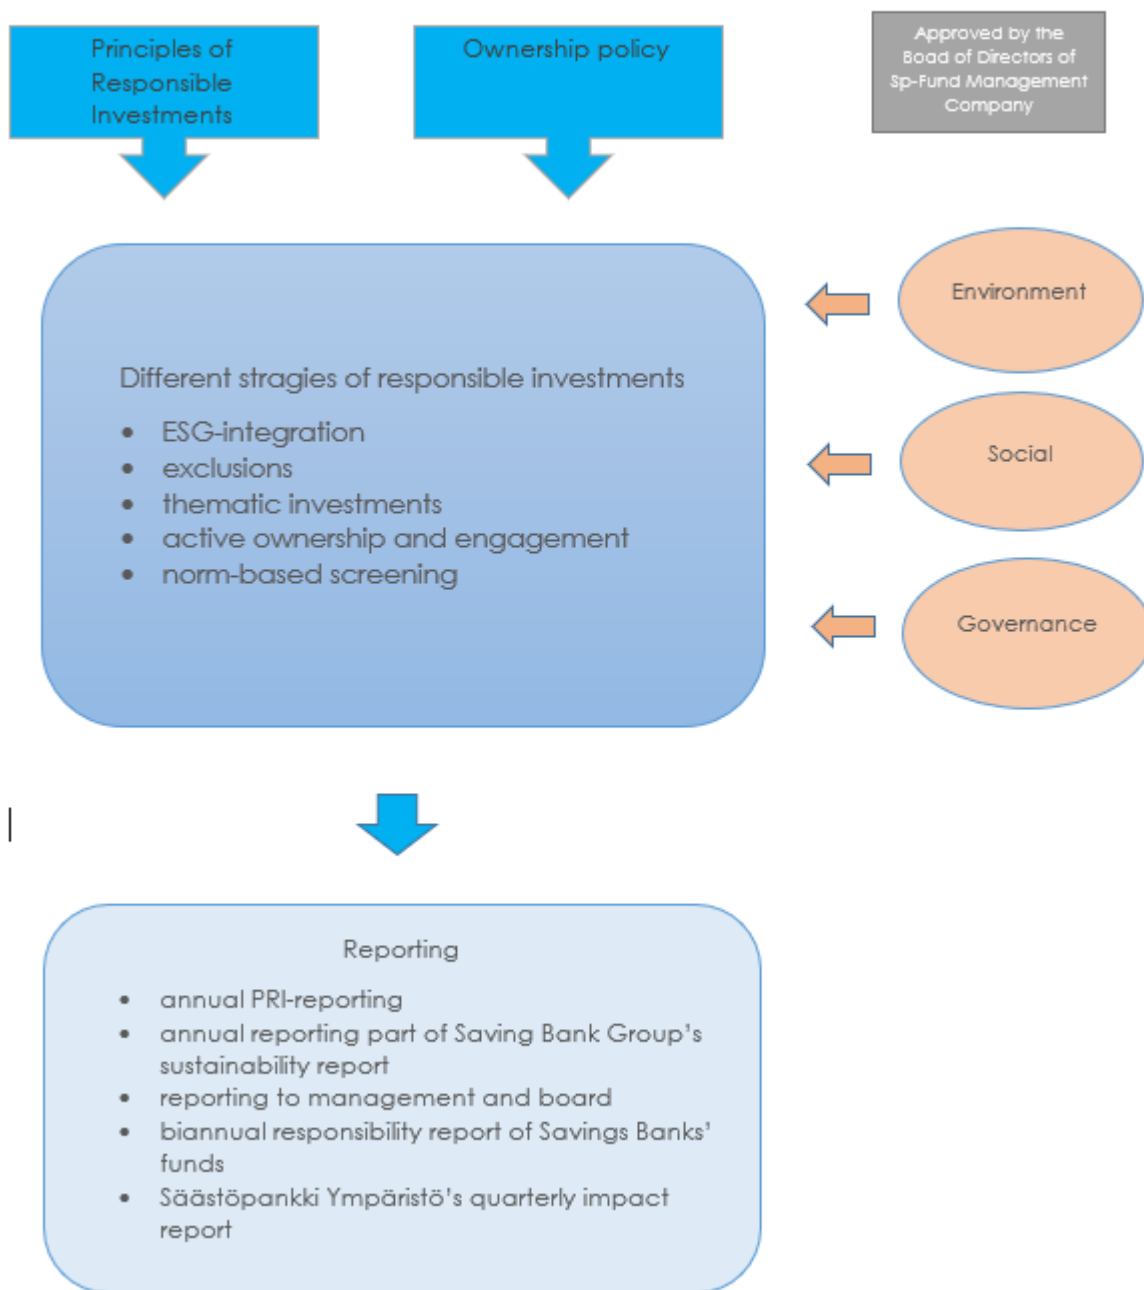 Principles of
Responsible
Investments
Ownership policy
Approved by the
Boad of Directors of
Sp-Fund Management
Company
Environment
Different stragies of responsible investments
• ESG-integration
• exclusions
• thematic investments
• active ownership and engagement
• norm-based screening
Social
Governance
Reporting
• annual PRI-reporting
• annual reporting part of Saving Bank Group's
sustainability report
• reporting to management and board
• biannual responsibility report of Savings Banks'
funds
• Säästöpankki Ympäristö's quarterly impact
report